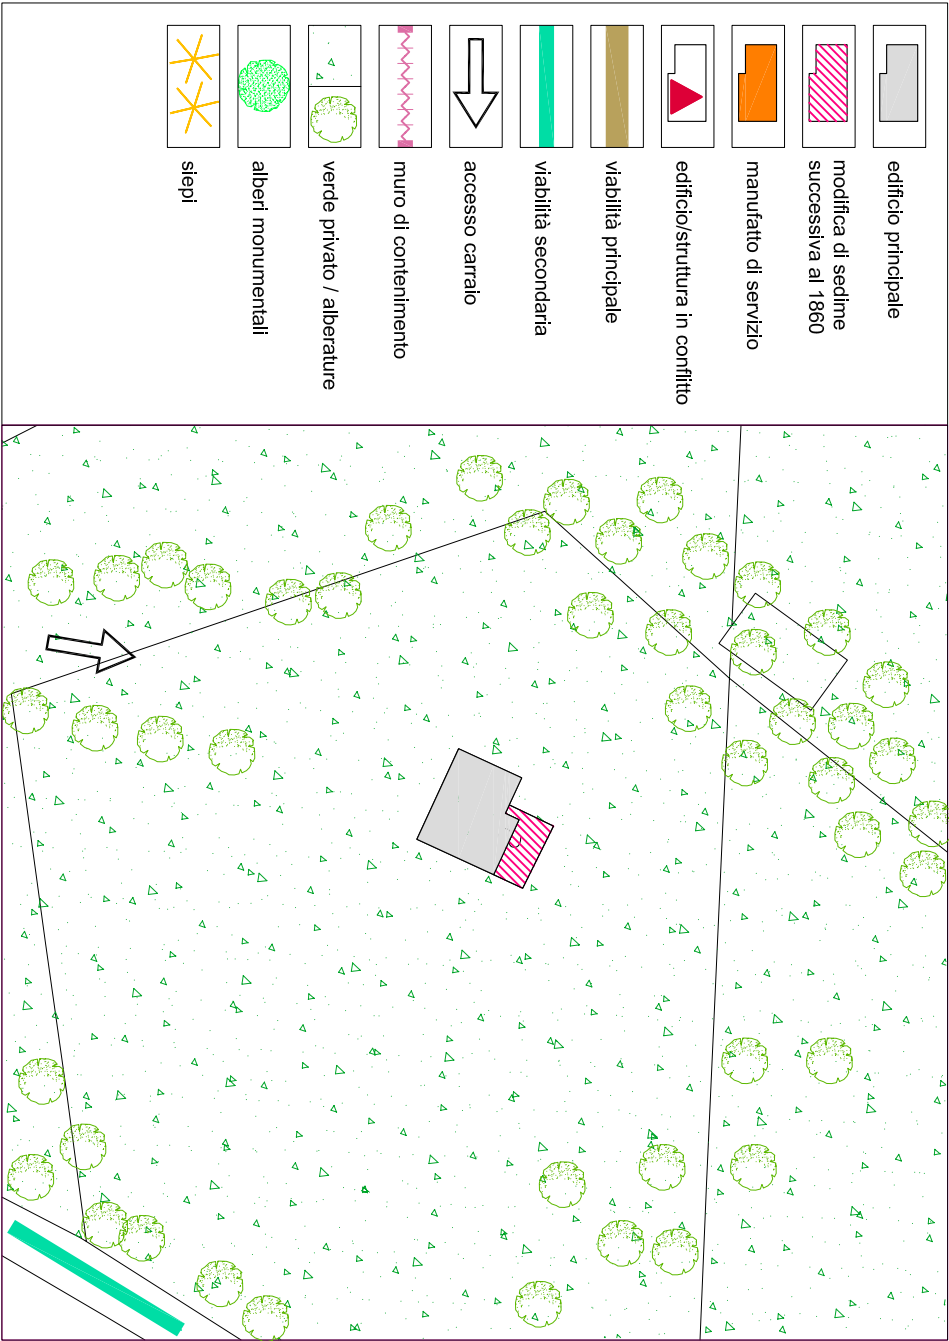 edificio principale
modifica di sedime
successiva al 1860
manufatto di servizio
edificio/struttura in conflitto
viabilità principale
viabilità secondaria
accesso carraio
muro di contenimento
verde privato / alberature
alberi monumentali
siepi